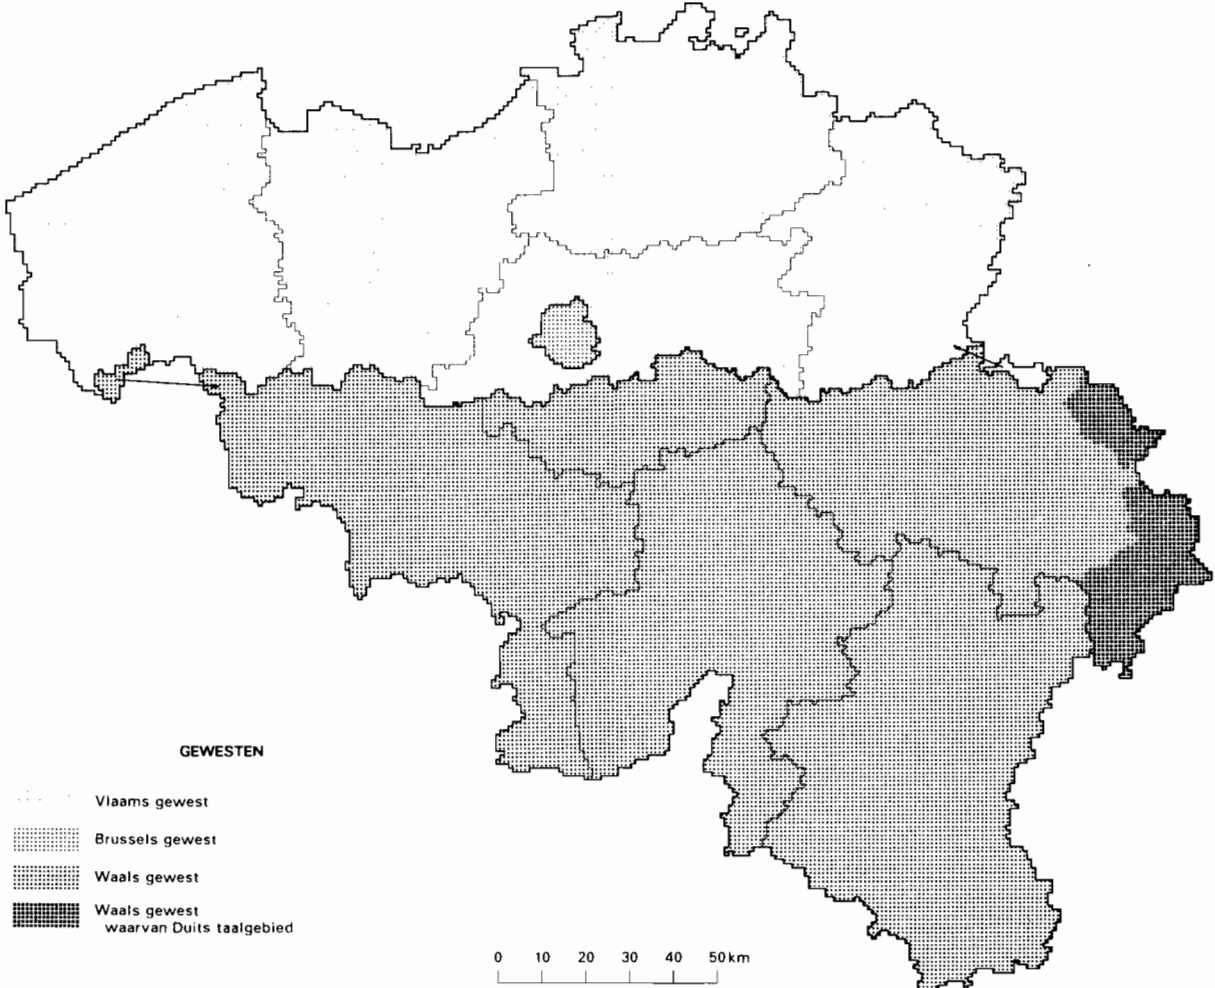 GEWESTEN
Vlaams gewest
Brussels gewest
Waals gewest
Waals gewest
waarvan Duits taalgebied
0 10 20 30 40 50 km